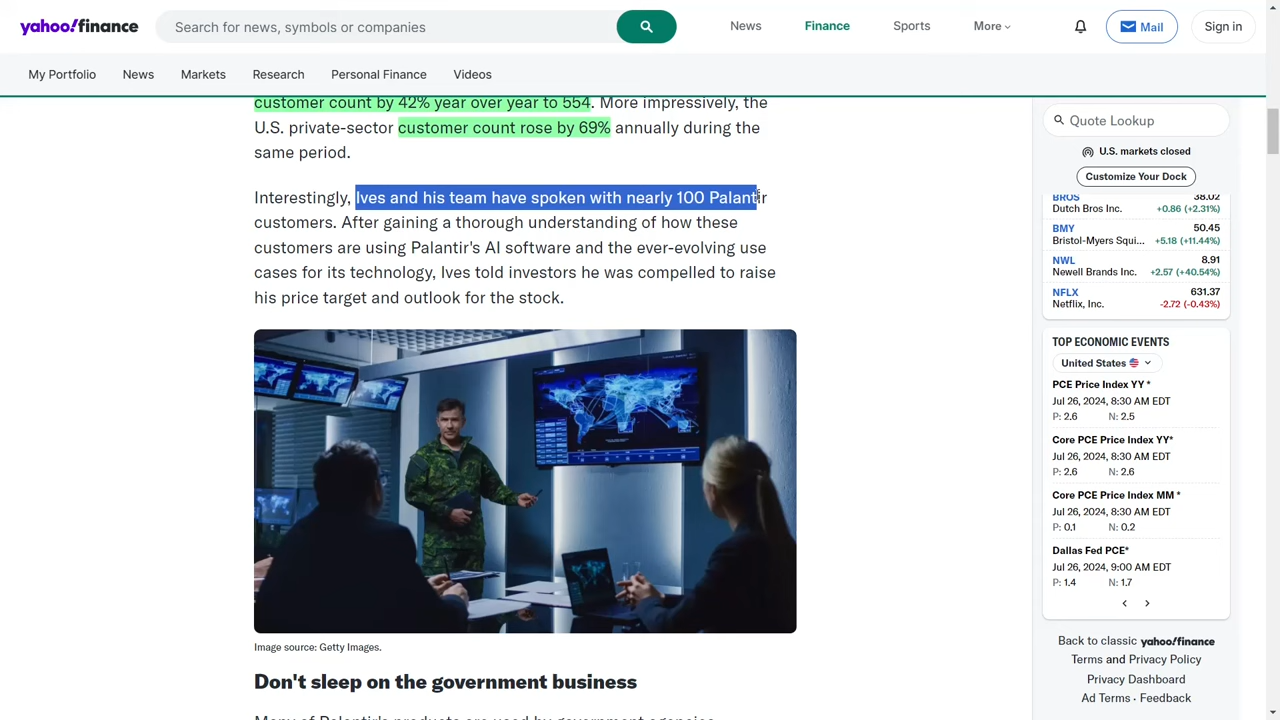 yahoo!finance
Search for news, symbols or companies
News
Finance
Sports
More
Mail
Sign in
My Portfolio
News
Markets
Research
Personal Finance
Videos
customer count by 42% year over year to 554. More impressively, the
U.S. private-sector customer count rose by 69% annually during the
same period.
Interestingly, Ives and his team have spoken with nearly 100 Palantir
customers. After gaining a thorough understanding of how these
customers are using Palantir's AI software and the ever-evolving use
cases for its technology, Ives told investors he was compelled to raise
his price target and outlook for the stock.
Image source: Getty Images.
Don't sleep on the government business
Many of Palantir's products are used by government agencies
Quote Lookup
U.S. markets closed
Customize Your Dock
BROS 38.02
Dutch Bros Inc. +0.86 (+2.31%)
BMY 50.45
Bristol-Myers Squi... +5.18 (+11.44%)
NWL 8.91
Newell Brands Inc. +2.57 (+40.54%)
NFLX 631.37
Netflix, Inc. -2.72 (-0.43%)
TOP ECONOMIC EVENTS
United States
PCE Price Index YY *
Jul 26, 2024, 8:30 AM EDT
P: 2.6 N: 2.5
Core PCE Price Index YY*
Jul 26, 2024, 8:30 AM EDT
P: 2.6 N: 2.6
Core PCE Price Index MM *
Jul 26, 2024, 8:30 AM EDT
P: 0.1 N: 0.2
Dallas Fed PCE*
Jul 26, 2024, 9:00 AM EDT
P: 1.4 N: 1.7
Back to classic yahoo!finance
Terms and Privacy Policy
Privacy Dashboard
Ad Terms · Feedback